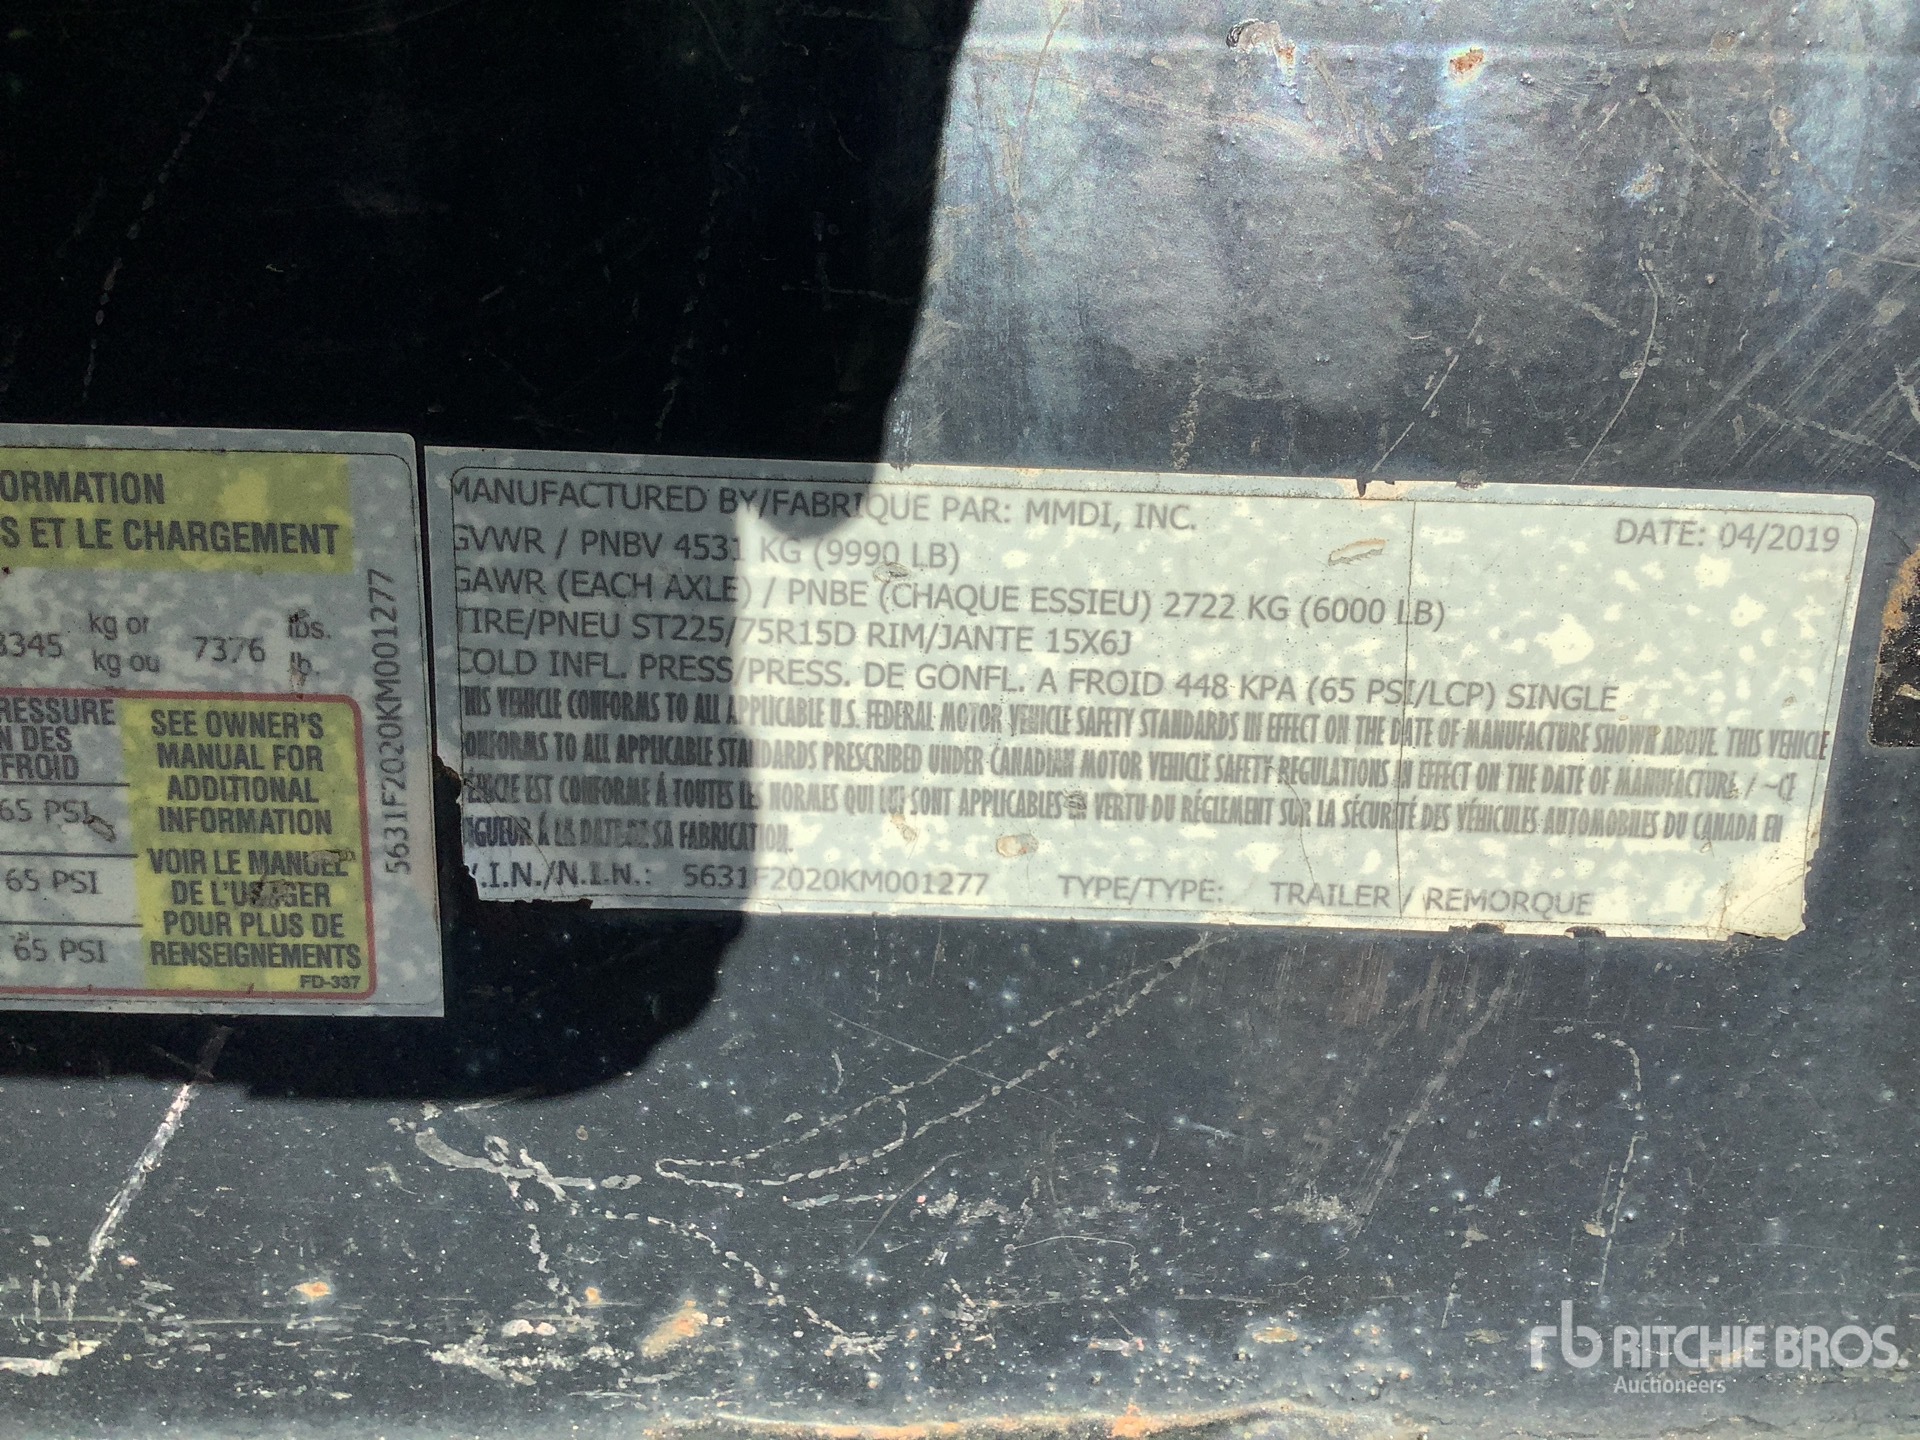 ORMATION
S ET LE CHARGEMENT
3345 kg or kg ou 7376 lbs. lb.
RESSURE
N DES
FROID
65 PSI
65 PSI
65 PSI
SEE OWNER'S
MANUAL FOR
ADDITIONAL
INFORMATION
VOIR LE MANUEL
DE L'USAGER
POUR PLUS DE
RENSEIGNEMENTS
FD-337
5631F2020KM001277
MANUFACTURED BY/FABRIQUE PAR: MMDI, INC.
DATE: 04/2019
GVWR / PNBV 4531 KG (9990 LB)
GAWR (EACH AXLE) / PNBE (CHAQUE ESSIEU) 2722 KG (6000 LB)
TIRE/PNEU ST225/75R15D RIM/JANTE 15X6J
COLD INFL. PRESS/PRESS. DE GONFL. A FROID 448 KPA (65 PSI/LCP) SINGLE
THIS VEHICLE CONFORMS TO ALL APPLICABLE U.S. FEDERAL MOTOR VEHICLE SAFETY STANDARDS IN EFFECT ON THE DATE OF MANUFACTURE SHOWN ABOVE. THIS VEHICLE
CONFORMS TO ALL APPLICABLE STANDARDS PRESCRIBED UNDER CANADIAN MOTOR VEHICLE SAFETY REGULATIONS IN EFFECT ON THE DATE OF MANUFACTURE. / ~CE
VÉHICULE EST CONFORME Á TOUTES LES NORMES QUI LUI SONT APPLICABLES EN VERTU DU RÉGLEMENT SUR LA SÉCURITÉ DES VÉHICULES AUTOMOBILES DU CANADA EN
VIGUEUR Á LA DATE DE SA FABRICATION.
V.I.N./N.I.N.: 5631F2020KM001277 TYPE/TYPE: TRAILER / REMORQUE
rb RITCHIE BROS.
Auctioneers